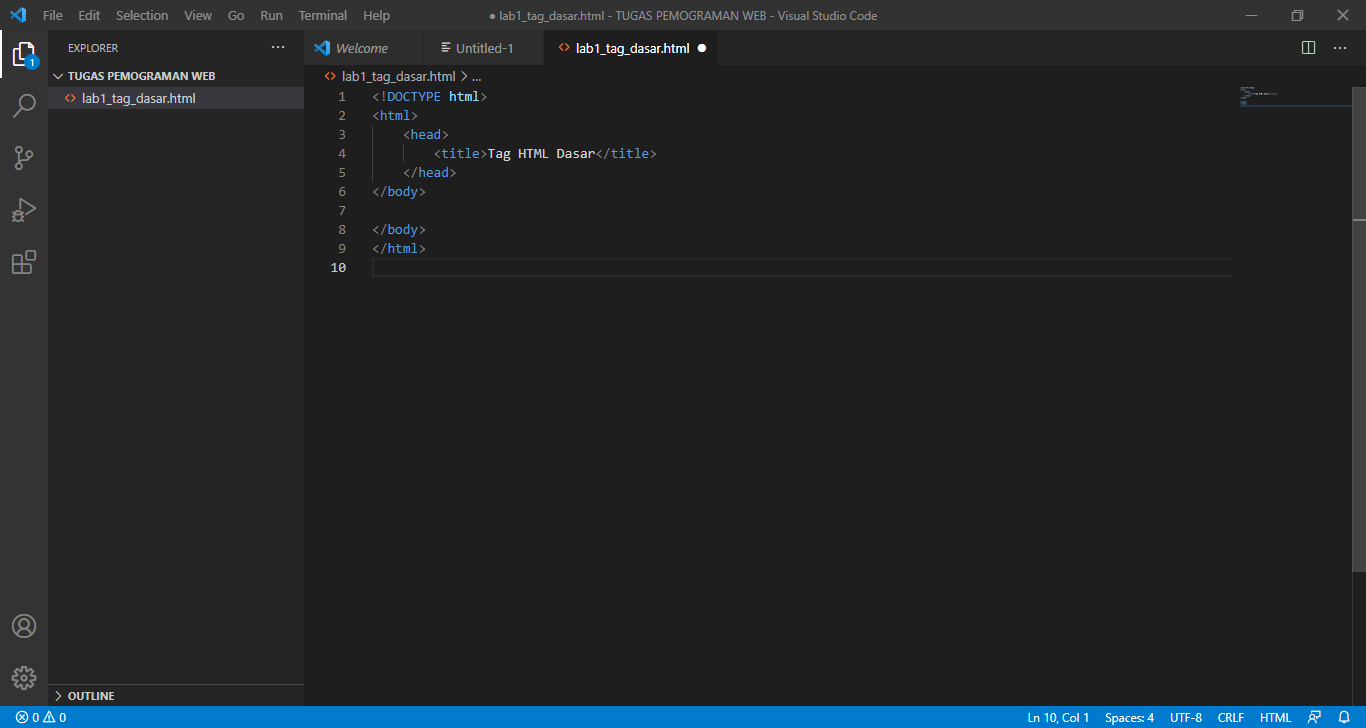 File Edit Selection View Go Run Terminal Help ● lab1_tag_dasar.html - TUGAS PEMOGRAMAN WEB - Visual Studio Code
EXPLORER
Welcome Untitled-1 lab1_tag_dasar.html
TUGAS PEMOGRAMAN WEB
lab1_tag_dasar.html
1
lab1_tag_dasar.html > ...
1 <!DOCTYPE html>
2 <html>
3 <head>
4 <title>Tag HTML Dasar</title>
5 </head>
6 </body>
7
8 </body>
9 </html>
10
OUTLINE
0 0 Ln 10, Col 1 Spaces: 4 UTF-8 CRLF HTML